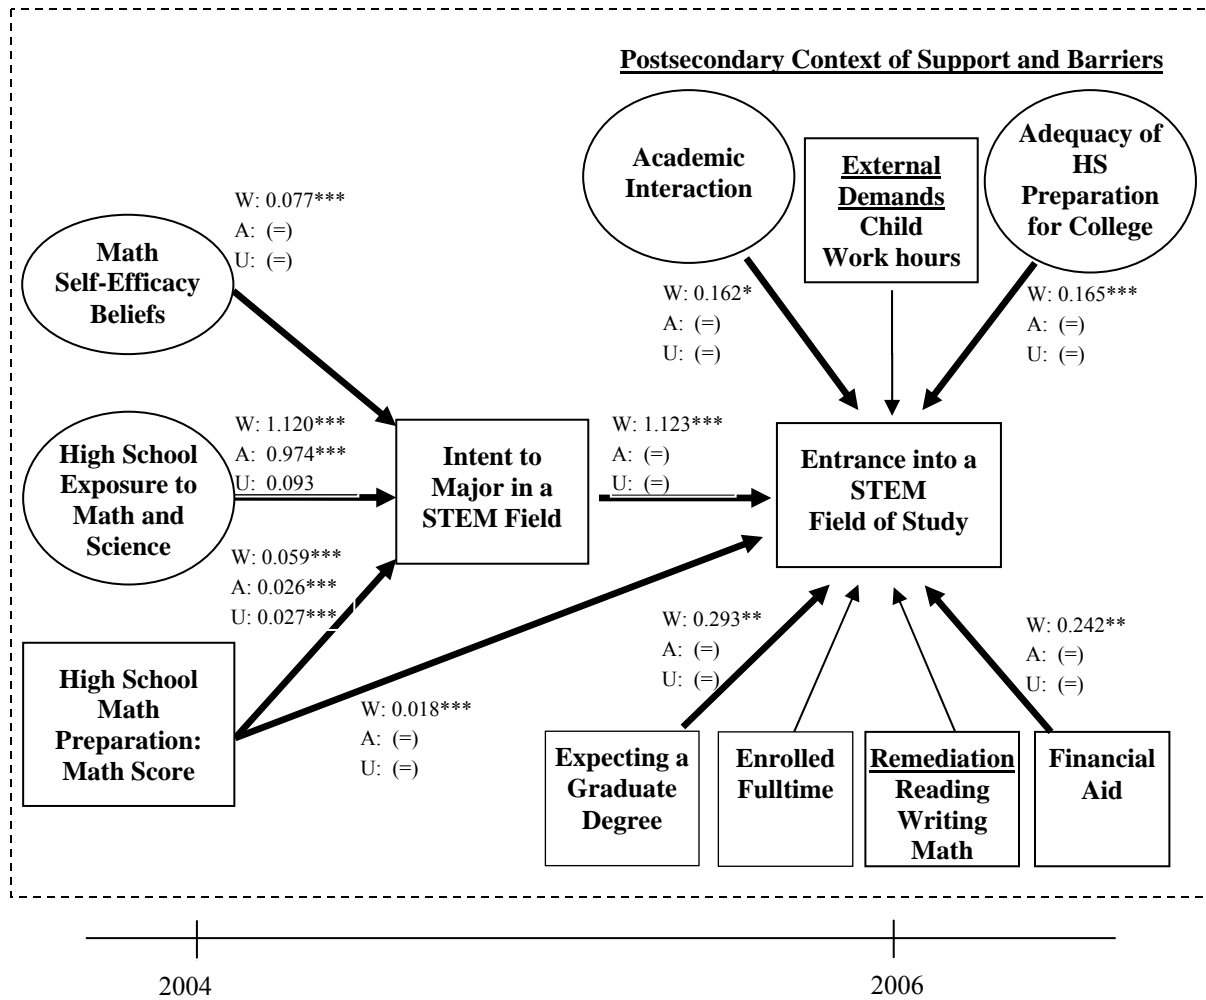 Postsecondary Context of Support and Barriers
Academic
Interaction
External
Demands
Child
Work hours
Adequacy of
HS
Preparation
for College
W: 0.077***
A: (=)
U: (=)
Math
Self-Efficacy
Beliefs
W: 0.162*
A: (=)
U: (=)
W: 0.165***
A: (=)
U: (=)
High School
Exposure to
Math and
Science
W: 1.120***
A: 0.974***
U: 0.093
Intent to
Major in a
STEM Field
W: 1.123***
A: (=)
U: (=)
Entrance into a
STEM
Field of Study
W: 0.059***
A: 0.026***
U: 0.027***
High School
Math
Preparation:
Math Score
W: 0.018***
A: (=)
U: (=)
W: 0.293**
A: (=)
U: (=)
W: 0.242**
A: (=)
U: (=)
Expecting a
Graduate
Degree
Enrolled
Fulltime
Remediation
Reading
Writing
Math
Financial
Aid
2004
2006